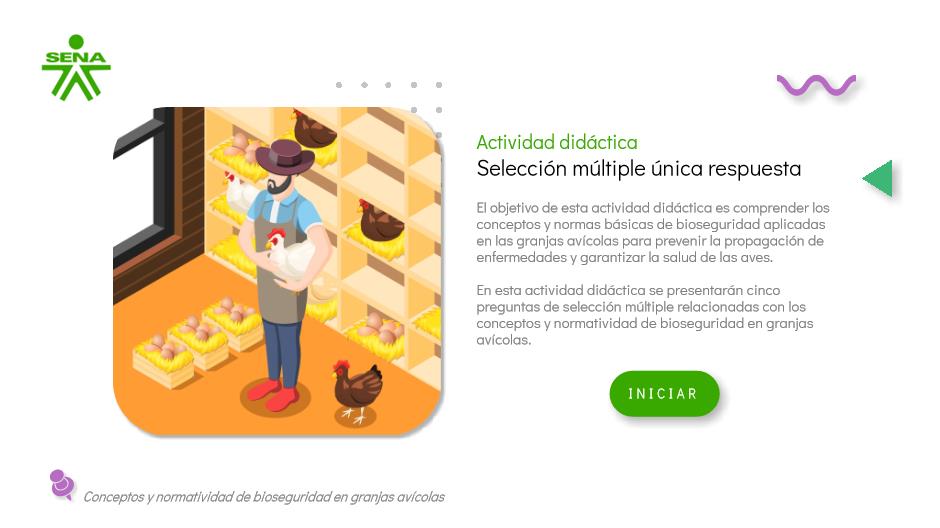 SENA
Actividad didáctica
Selección múltiple única respuesta
El objetivo de esta actividad didáctica es comprender los
conceptos y normas básicas de bioseguridad aplicadas
en las granjas avícolas para prevenir la propagación de
enfermedades y garantizar la salud de las aves.
En esta actividad didáctica se presentarán cinco
preguntas de selección múltiple relacionadas con los
conceptos y normatividad de bioseguridad en granjas
avícolas.
INICIAR
Conceptos y normatividad de bioseguridad en granjas avícolas